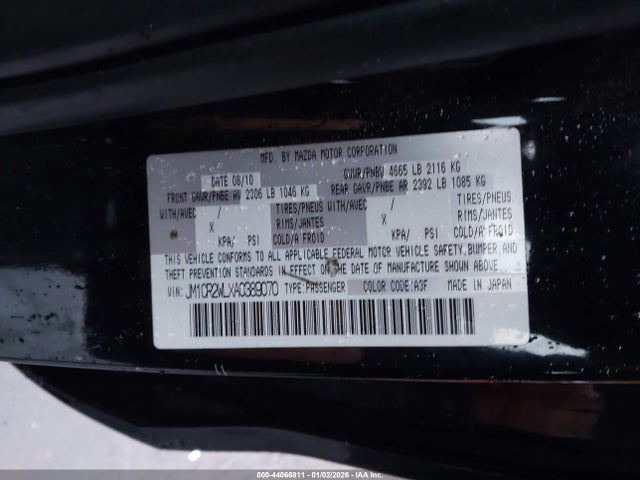 MFD. BY MAZDA MOTOR CORPORATION
DATE 08/10 GVWR/PNBV 4665 LB 2116 KG
FRONT GAWR/PNBE AV 2306 LB 1046 KG REAR GAWR/PNBE AR 2392 LB 1085 KG
WITH/AVEC / TIRES/PNEUS WITH/AVEC / TIRES/PNEUS
X RIMS/JANTES X RIMS/JANTES
KPA/ PSI COLD/A FROID KPA/ PSI COLD/A FROID
THIS VEHICLE CONFORMS TO ALL APPLICABLE FEDERAL MOTOR VEHICLE SAFETY, BUMPER, AND
THEFT PREVENTION STANDARDS IN EFFECT ON THE DATE OF MANUFACTURE SHOWN ABOVE.
VIN: JM1CR2WLXA0389070 TYPE:PASSENGER COLOR CODE:A3F MADE IN JAPAN
000-44066811 - 01/02/2026 - IAA Inc.